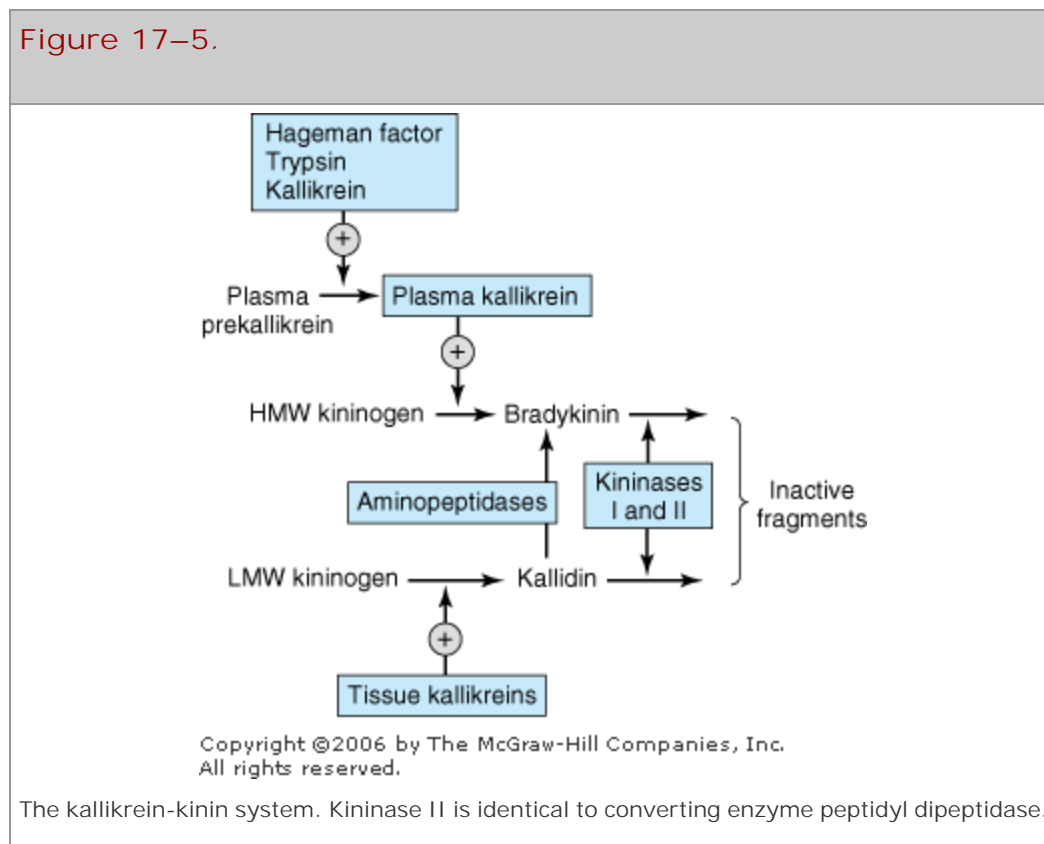 Figure 17–5.
Hageman factor
Trypsin
Kallikrein
+
Plasma
prekallikrein
Plasma kallikrein
+
HMW kininogen
Bradykinin
Aminopeptidases
Kininases
I and II
Inactive
fragments
LMW kininogen
Kallidin
+
Tissue kallikreins
Copyright ©2006 by The McGraw-Hill Companies, Inc.
All rights reserved.
The kallikrein-kinin system. Kininase II is identical to converting enzyme peptidyl dipeptidase.